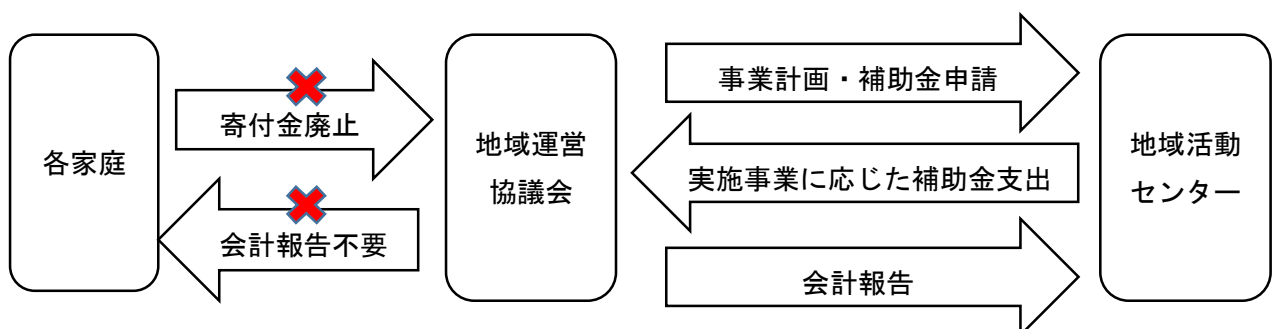 各家庭
寄付金廃止
会計報告不要
地域運営
協議会
事業計画・補助金申請
実施事業に応じた補助金支出
会計報告
地域活動
センター